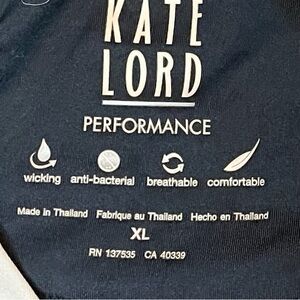 KATE
LORD
PERFORMANCE
wicking anti-bacterial breathable comfortable
Made in Thailand Fabrique au Thailand Hecho en Thailand
XL
RN 137535 CA 40339